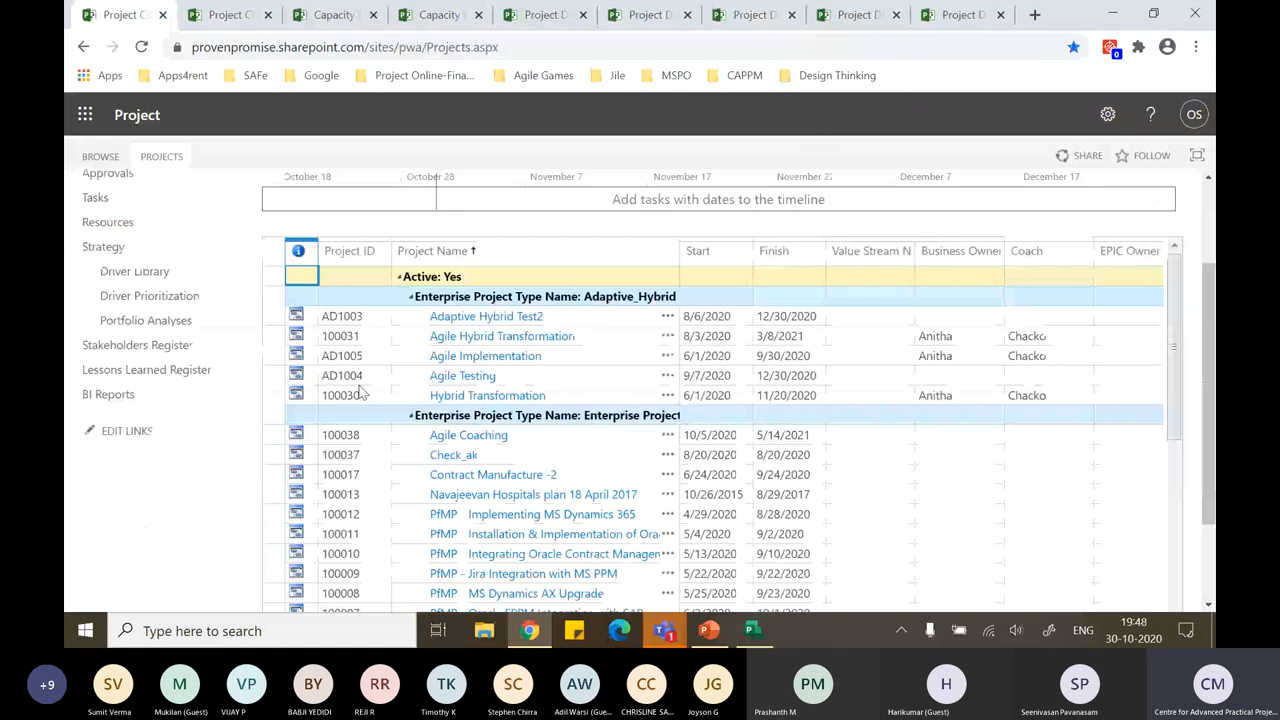 Project C
Project C
Capacity
Capacity
Project D
Project D
Project D
Project D
Project D
provenpromise.sharepoint.com/sites/pwa/Projects.aspx
0
Apps Apps4rent SAFe Google Project Online-Fina... Agile Games Jile MSPO CAPPM Design Thinking
Project
OS
BROWSE PROJECTS SHARE FOLLOW
Approvals
Tasks
Resources
Strategy
Driver Library
Driver Prioritization
Portfolio Analyses
Stakeholders Register
Lessons Learned Register
BI Reports
EDIT LINKS
October 18 October 28 November 7 November 17 November 27 December 7 December 17
Add tasks with dates to the timeline
Project ID Project Name Start Finish Value Stream N Business Owner Coach EPIC Owner
Active: Yes
Enterprise Project Type Name: Adaptive_Hybrid
AD1003 Adaptive Hybrid Test2 ... 8/6/2020 12/30/2020
100031 Agile Hybrid Transformation ... 8/3/2020 3/8/2021 Anitha Chacko
AD1005 Agile Implementation ... 6/1/2020 9/30/2020 Anitha Chacko
AD1004 Agile Testing ... 9/7/2020 12/30/2020
100030 Hybrid Transformation ... 6/1/2020 11/20/2020 Anitha Chacko
Enterprise Project Type Name: Enterprise Project
100038 Agile Coaching ... 10/5/2020 5/14/2021
100037 Check_ak ... 8/20/2020 8/20/2020
100017 Contract Manufacture -2 ... 6/24/2020 9/24/2020
100013 Navajeevan Hospitals plan 18 April 2017 ... 10/26/2015 8/29/2017
100012 PfMP Implementing MS Dynamics 365 ... 4/29/2020 8/28/2020
100011 PfMP Installation & Implementation of Ora ... 5/4/2020 9/2/2020
100010 PfMP Integrating Oracle Contract Managen ... 5/13/2020 9/10/2020
100009 PfMP - Jira Integration with MS PPM ... 5/22/2020 9/22/2020
100008 PfMP MS Dynamics AX Upgrade ... 5/25/2020 9/23/2020
Type here to search
1
ENG
19:48
30-10-2020
+9 SV M VP BY RR TK SC AW CC JG PM H SP CM
Sumit Verma Mukilan (Guest) VIJAY P BABJI YEDIDI REJI R Timothy K Stephen Chirra Adil Warsi (Gue... CHRISLINE SA... Joyson G Prashanth M Harikumar (Guest) Seenivasan Pavanasam Centre for Advanced Practical Proje...